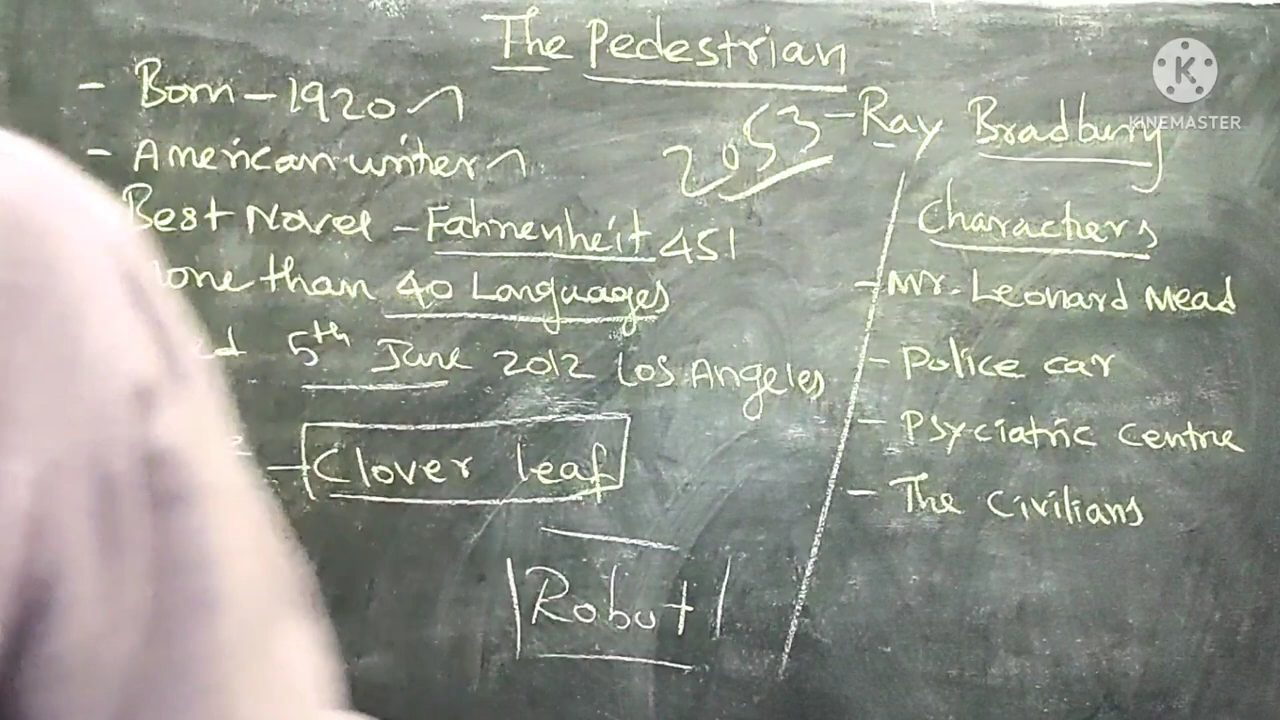 The Pedestrian
- Ray Bradbury
2053
- Born - 1920
- American writer
Best Novel - Fahrenheit 451
than 40 Languages
5th June 2012 Los Angeles
- Clover leaf
Robot
Characters
- Mr. Leonard Mead
- Police car
- Psyciatric centre
- The Civilians
K
KINEMASTER